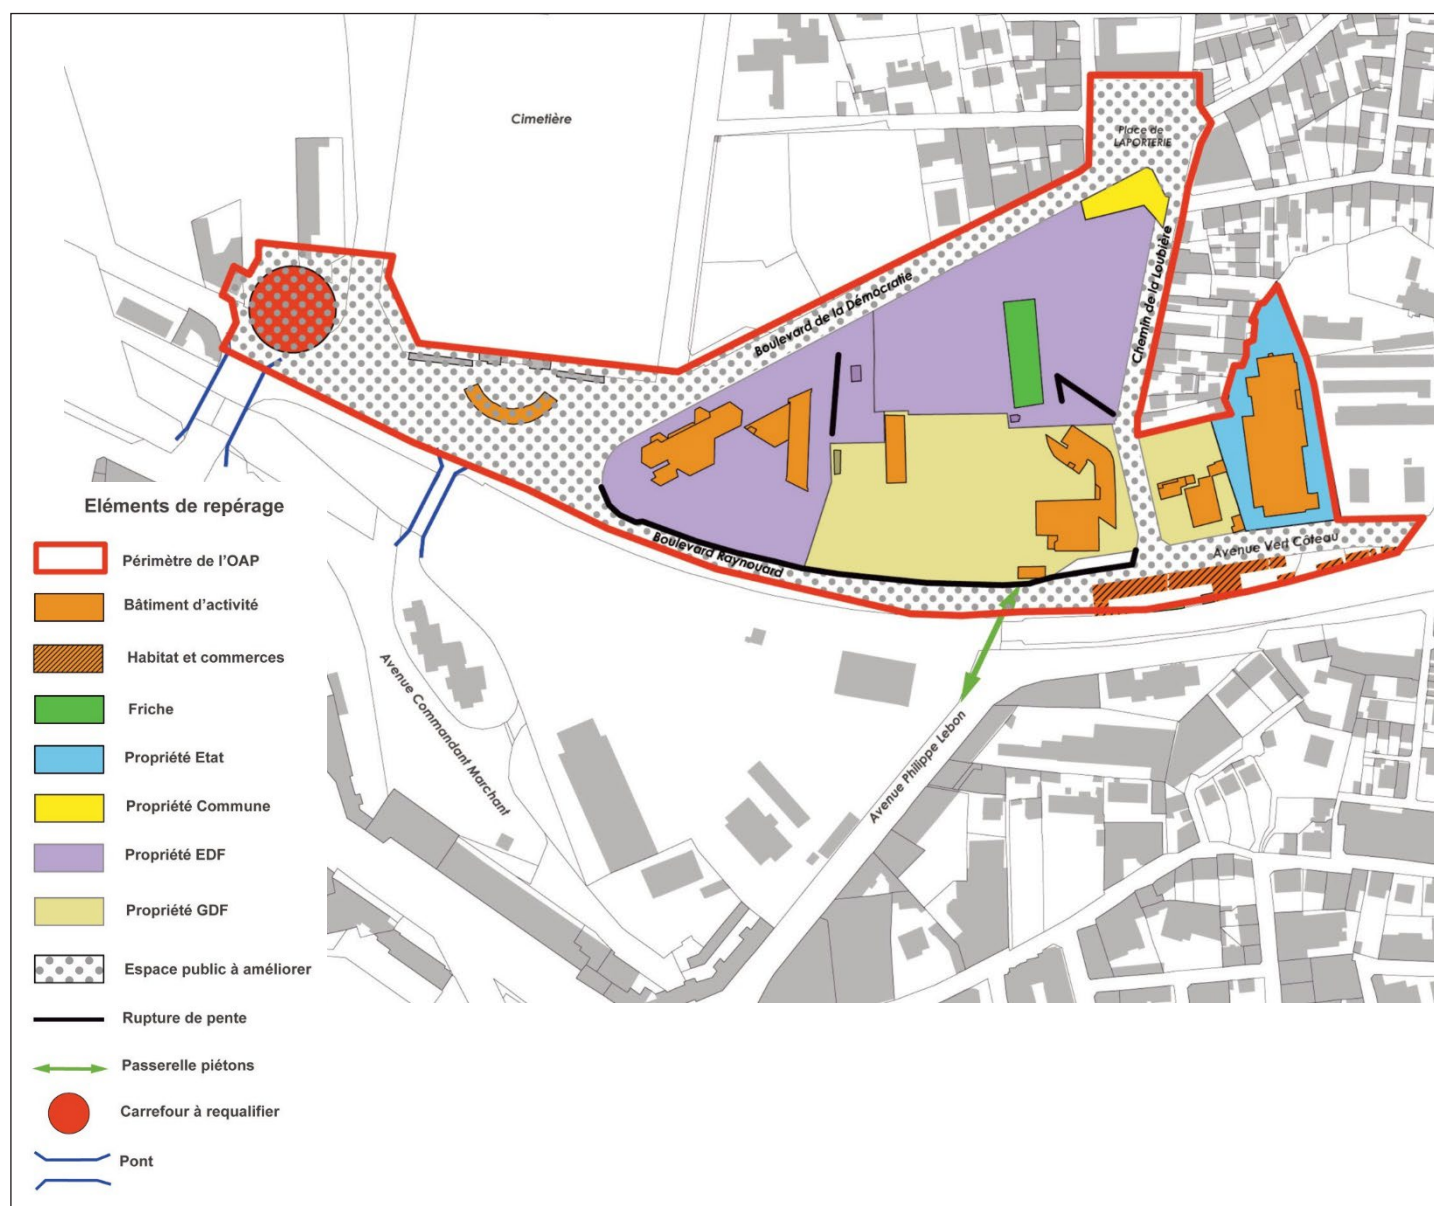 Cimetière
Place de
LAPORTERIE
Boulevard de la Démocratie
Chemin de la Loubière
Boulevard Raynouard
Avenue Vert Côteau
Avenue Commandant Marchant
Avenue Philippe Lebon
Eléments de repérage
Périmètre de l'OAP
Bâtiment d'activité
Habitat et commerces
Friche
Propriété Etat
Propriété Commune
Propriété EDF
Propriété GDF
Espace public à améliorer
Rupture de pente
Passerelle piétons
Carrefour à requalifier
Pont